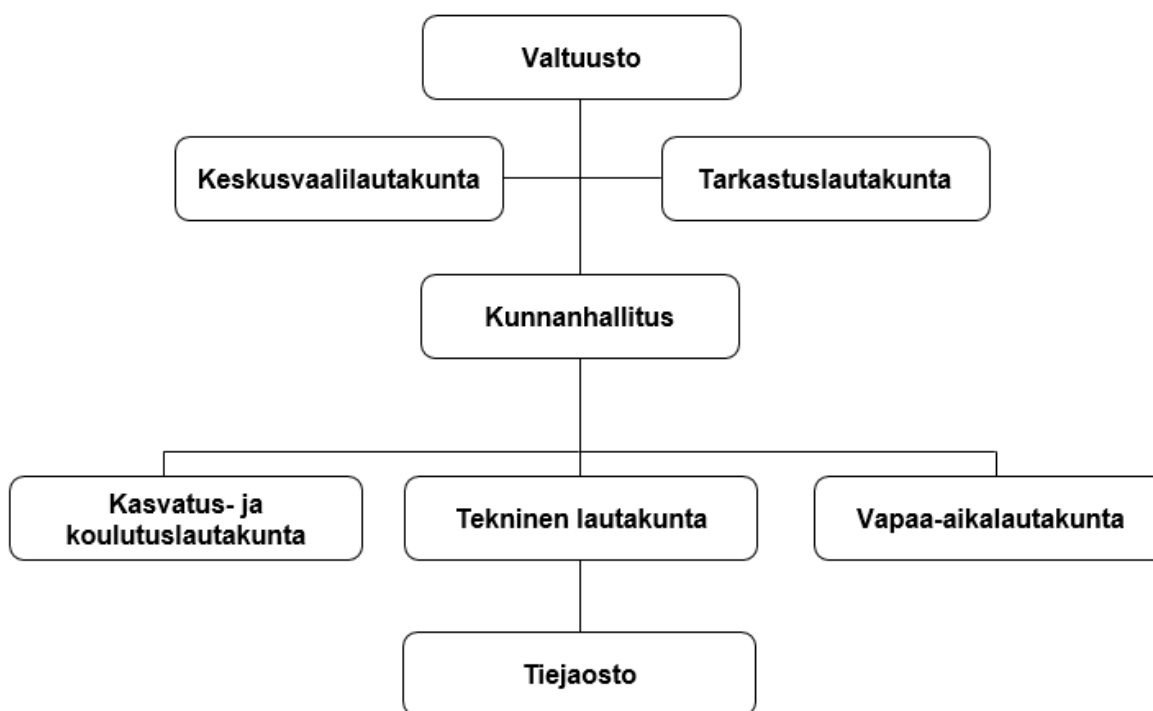 Valtuusto
Keskusvaalilautakunta
Tarkastuslautakunta
Kunnanhallitus
Kasvatus- ja
koulutuslautakunta
Tekninen lautakunta
Vapaa-aikalautakunta
Tiejaosto